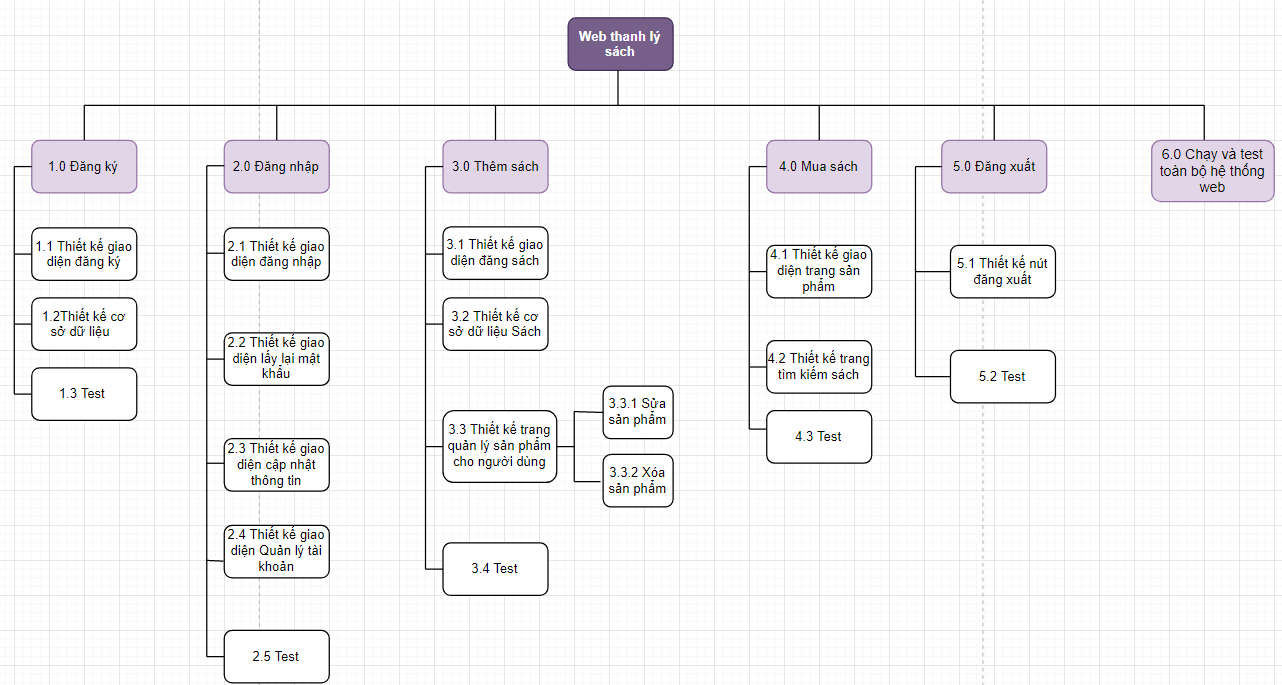 Web thanh lý
sách
1.0 Đăng ký
2.0 Đăng nhập
3.0 Thêm sách
4.0 Mua sách
5.0 Đăng xuất
6.0 Chạy và test
toàn bộ hệ thống
web
1.1 Thiết kế giao
diện đăng ký
1.2Thiết kế cơ
sở dữ liệu
1.3 Test
2.1 Thiết kế giao
diện đăng nhập
2.2 Thiết kế giao
diện lấy lại mật
khẩu
2.3 Thiết kế giao
diện cập nhật
thông tin
2.4 Thiết kế giao
diện Quản lý tài
khoản
2.5 Test
3.1 Thiết kế giao
diện đăng sách
3.2 Thiết kế cơ
sở dữ liệu Sách
3.3 Thiết kế trang
quản lý sản phẩm
cho người dùng
3.3.1 Sửa
sản phẩm
3.3.2 Xóa
sản phẩm
3.4 Test
4.1 Thiết kế giao
diện trang sản
phẩm
4.2 Thiết kế trang
tìm kiếm sách
4.3 Test
5.1 Thiết kế nút
đăng xuất
5.2 Test